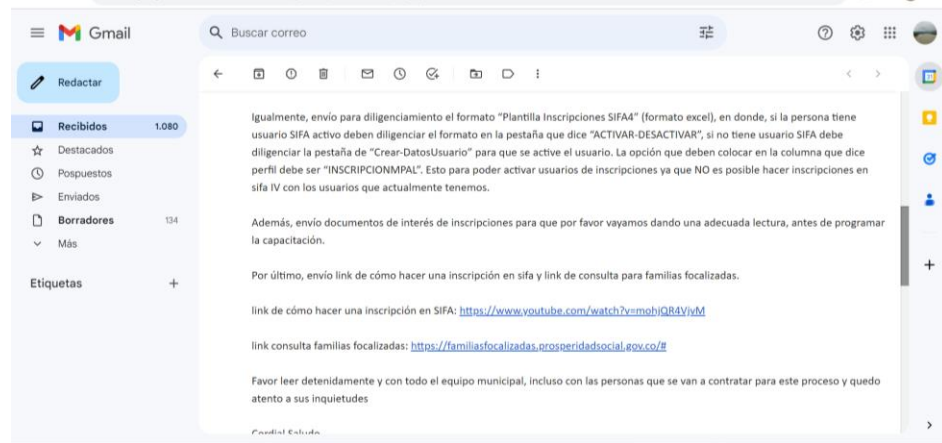 Gmail
Buscar correo
Redactar
Recibidos 1.080
Destacados
Pospuestos
Enviados
Borradores 134
Más
Etiquetas
Igualmente, envío para diligenciamiento el formato "Plantilla Inscripciones SIFA4" (formato excel), en donde, si la persona tiene
usuario SIFA activo deben diligenciar el formato en la pestaña que dice "ACTIVAR-DESACTIVAR", si no tiene usuario SIFA debe
diligenciar la pestaña de "Crear-DatosUsuario" para que se active el usuario. La opción que deben colocar en la columna que dice
perfil debe ser "INSCRIPCIONMPAL". Esto para poder activar usuarios de inscripciones ya que NO es posible hacer inscripciones en
sifa IV con los usuarios que actualmente tenemos.
Además, envío documentos de interés de inscripciones para que por favor vayamos dando una adecuada lectura, antes de programar
la capacitación.
Por último, envío link de cómo hacer una inscripción en sifa y link de consulta para familias focalizadas.
link de cómo hacer una inscripción en SIFA: https://www.youtube.com/watch?v=mohjQR4VjvM
link consulta familias focalizadas: https://familiasfocalizadas.prosperidadsocial.gov.co/#
Favor leer detenidamente y con todo el equipo municipal, incluso con las personas que se van a contratar para este proceso y quedo
atento a sus inquietudes
Cordial Saludo